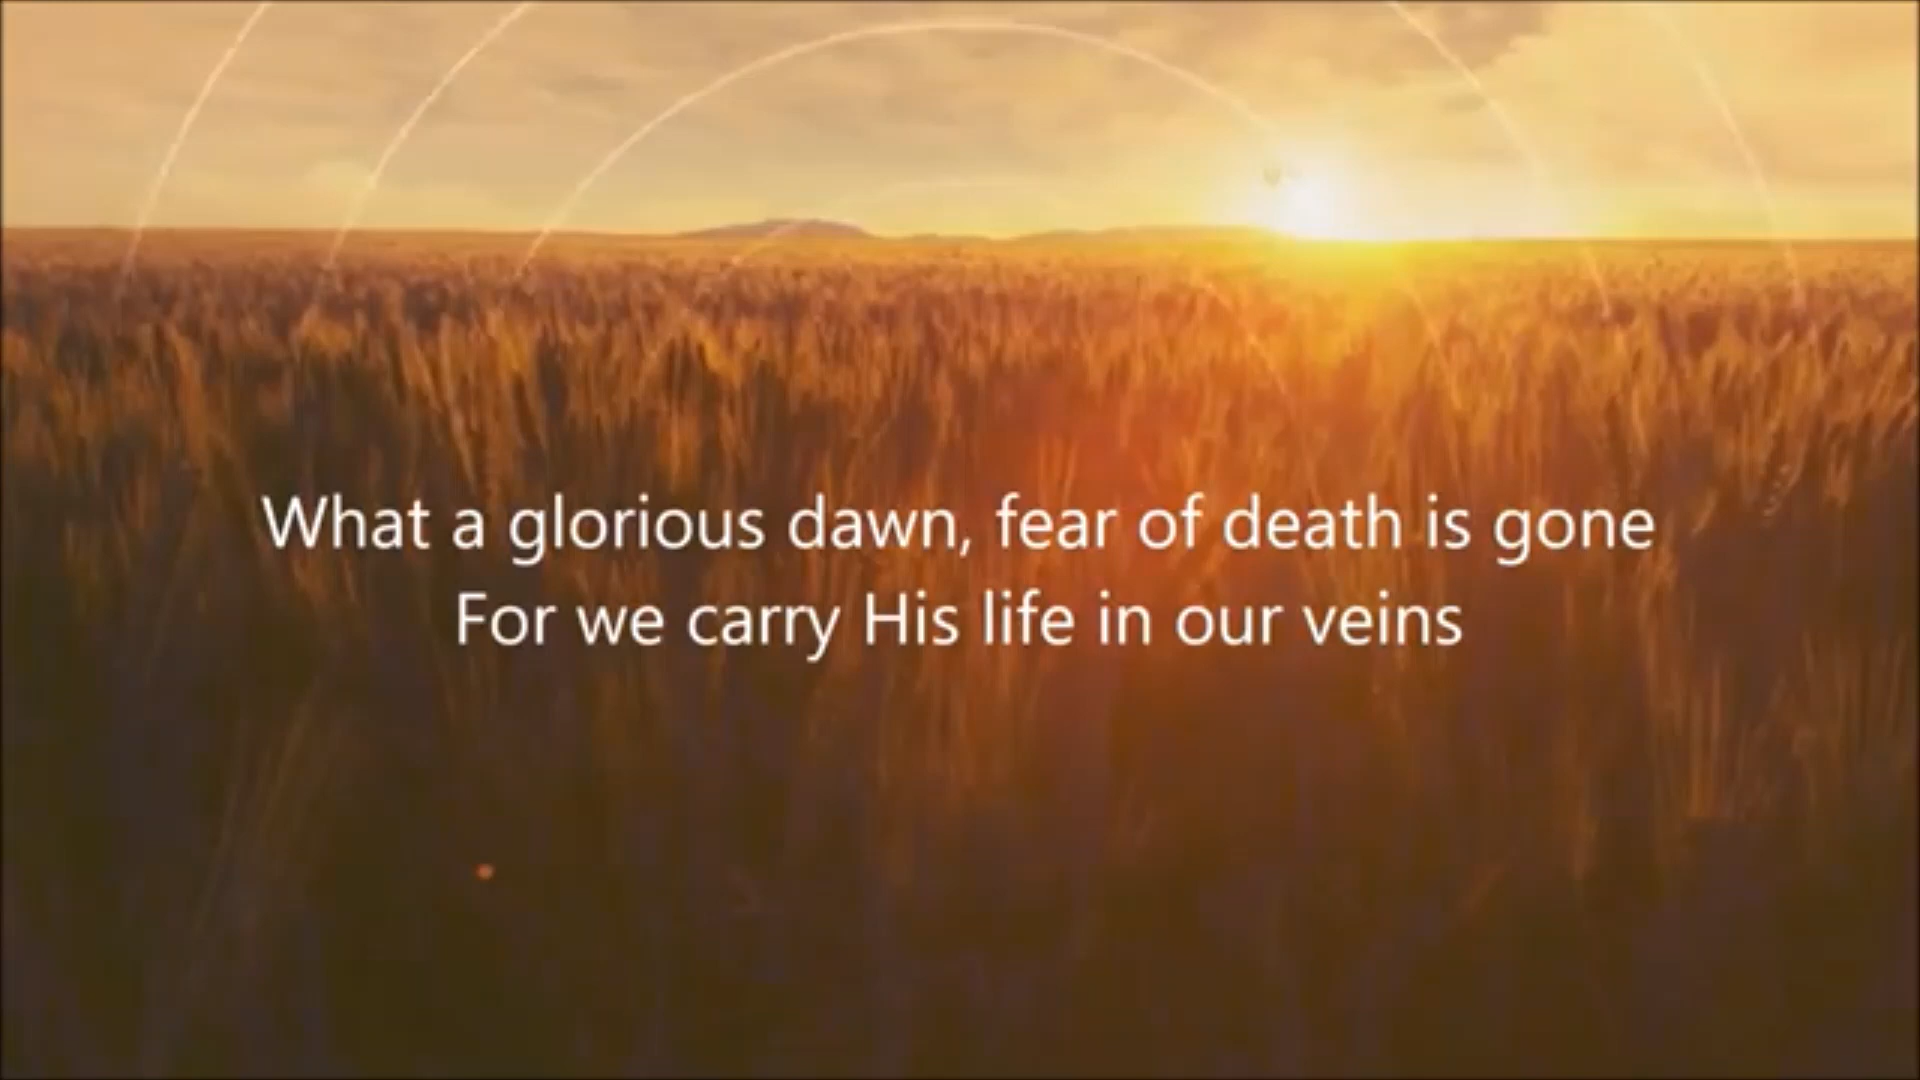 What a glorious dawn, fear of death is gone
For we carry His life in our veins